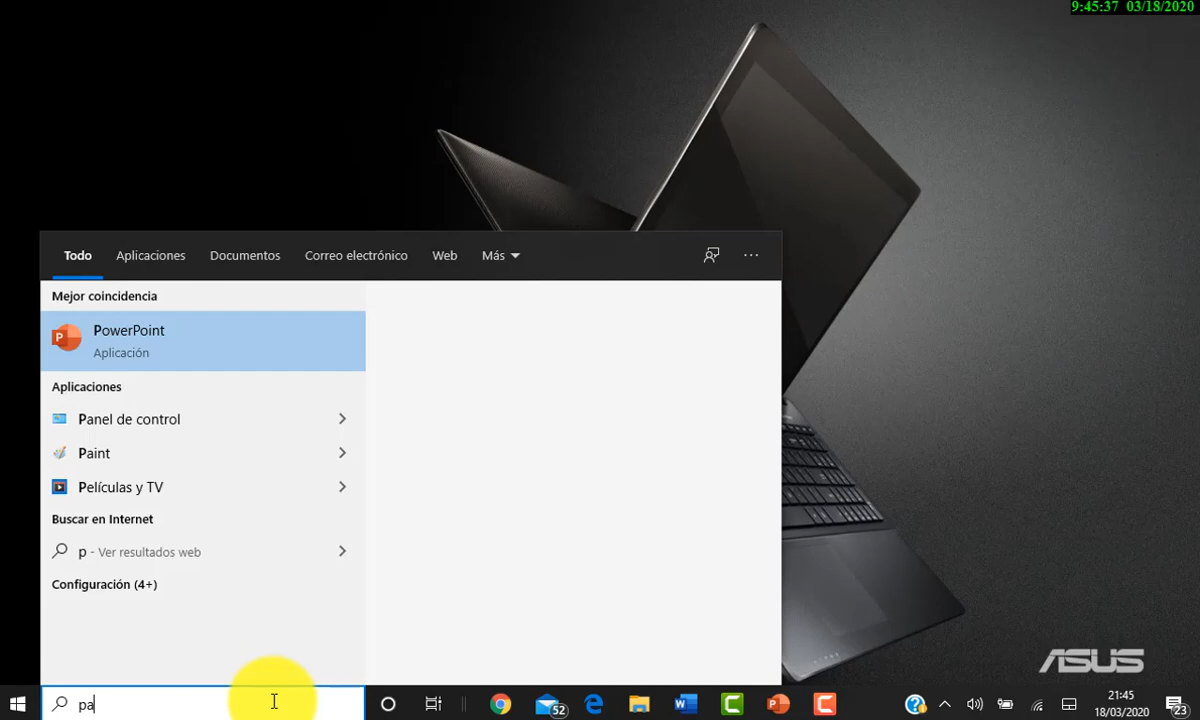 9:45:37 03/18/2020
Todo Aplicaciones Documentos Correo electrónico Web Más
Mejor coincidencia
PowerPoint
Aplicación
Aplicaciones
Panel de control
Paint
Películas y TV
Buscar en Internet
p - Ver resultados web
Configuración (4+)
ASUS
pa
52
21:45
18/03/2020
23